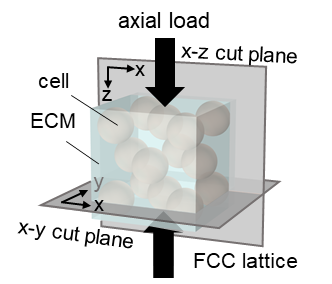 axial load
x-z cut plane
x
z
cell
ECM
y
x
x-y cut plane
FCC lattice